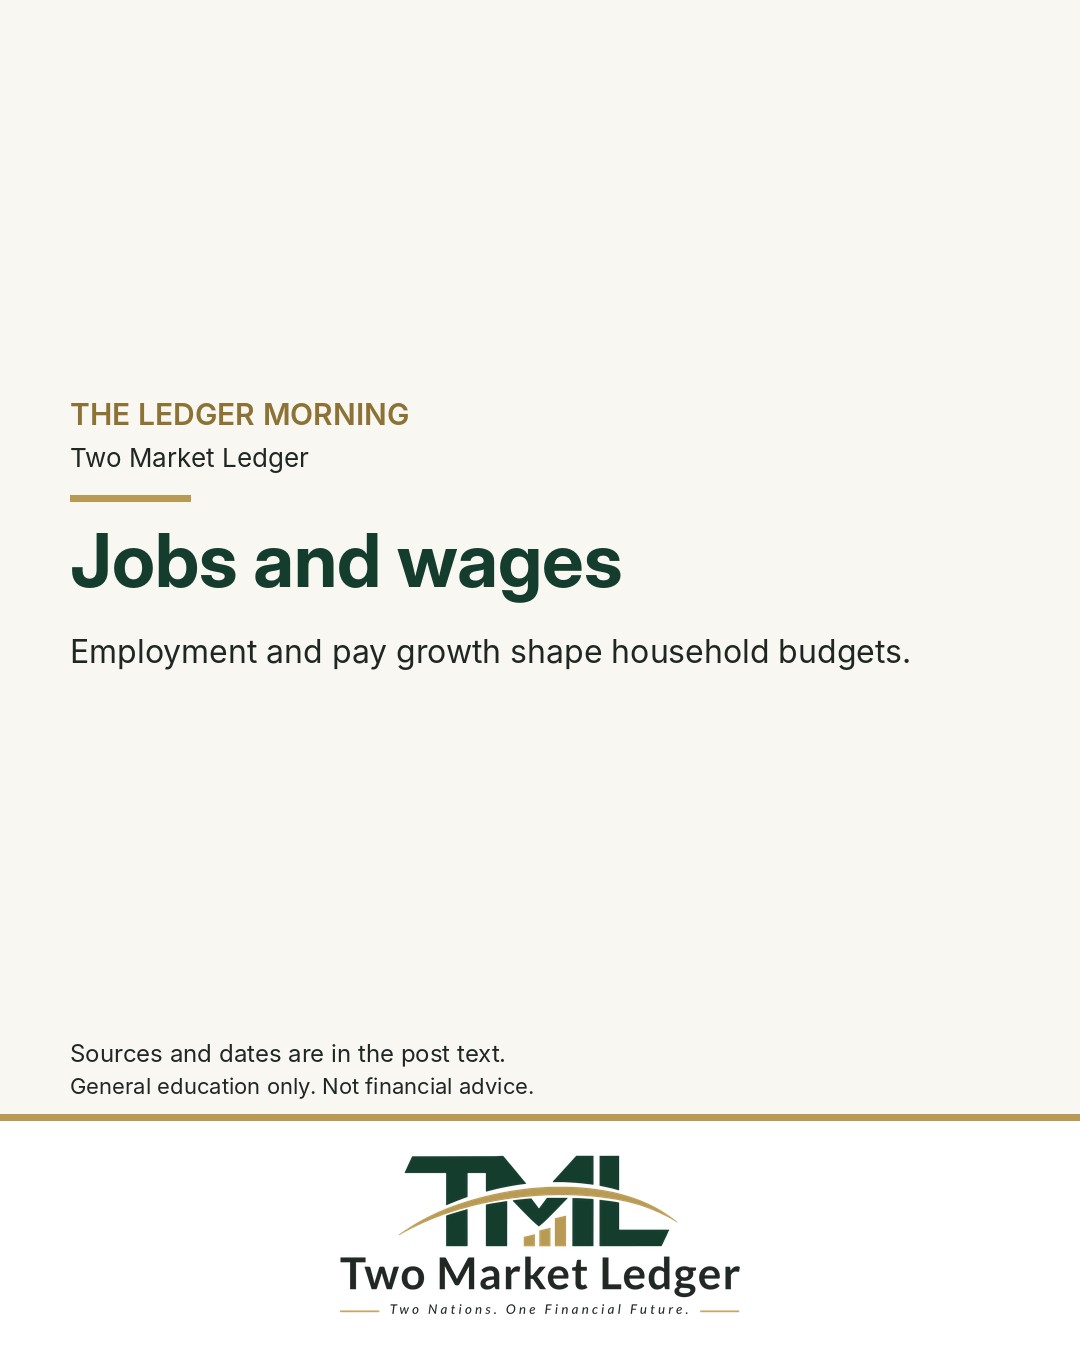 THE LEDGER MORNING
Two Market Ledger
Jobs and wages
Employment and pay growth shape household budgets.
Sources and dates are in the post text.
General education only. Not financial advice.
TML
Two Market Ledger
Two Nations. One Financial Future.